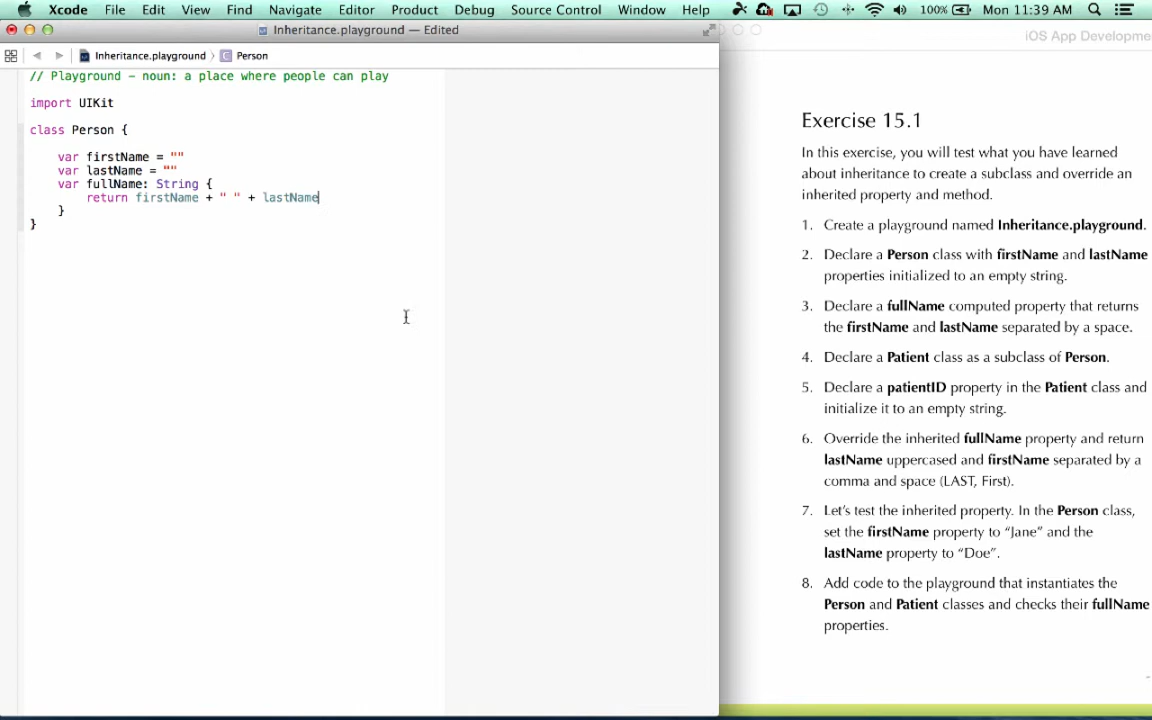 Xcode File Edit View Find Navigate Editor Product Debug Source Control Window Help 100% Mon 11:39 AM
Inheritance.playground — Edited
iOS App Developme
Inheritance.playground 〉 C Person
// Playground – noun: a place where people can play
import UIKit
class Person {
var firstName = ""
var lastName = ""
var fullName: String {
return firstName + " " + lastName
}
}
Exercise 15.1
In this exercise, you will test what you have learned
about inheritance to create a subclass and override an
inherited property and method.
1. Create a playground named Inheritance.playground.
2. Declare a Person class with firstName and lastName
properties initialized to an empty string.
3. Declare a fullName computed property that returns
the firstName and lastName separated by a space.
4. Declare a Patient class as a subclass of Person.
5. Declare a patientID property in the Patient class and
initialize it to an empty string.
6. Override the inherited fullName property and return
lastName uppercased and firstName separated by a
comma and space (LAST, First).
7. Let’s test the inherited property. In the Person class,
set the firstName property to “Jane” and the
lastName property to “Doe”.
8. Add code to the playground that instantiates the
Person and Patient classes and checks their fullName
properties.